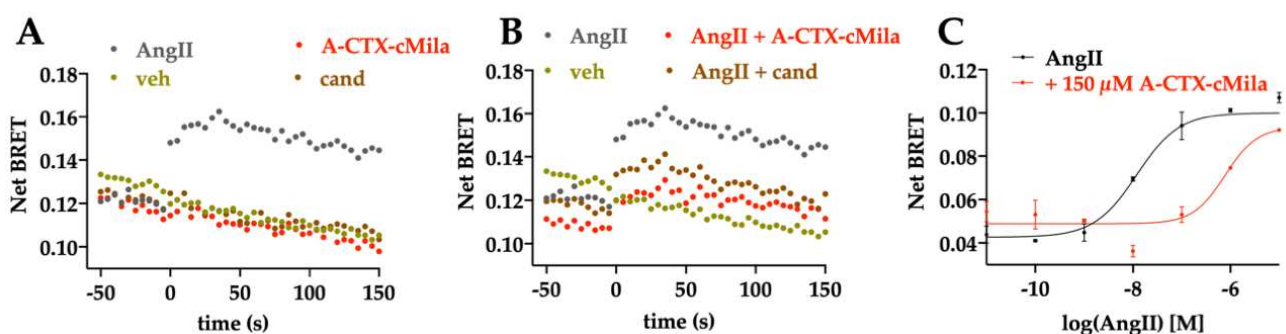 A
AngII
A-CTX-cMila
veh
cand
0.18
0.16
0.14
0.12
0.10
Net BRET
-50
0
50
100
150
time (s)
B
AngII
AngII + A-CTX-cMila
veh
AngII + cand
0.18
0.16
0.14
0.12
0.10
Net BRET
-50
0
50
100
150
time (s)
C
AngII
+ 150 µM A-CTX-cMila
0.12
0.10
0.08
0.06
0.04
Net BRET
-10
-8
-6
log(AngII) [M]